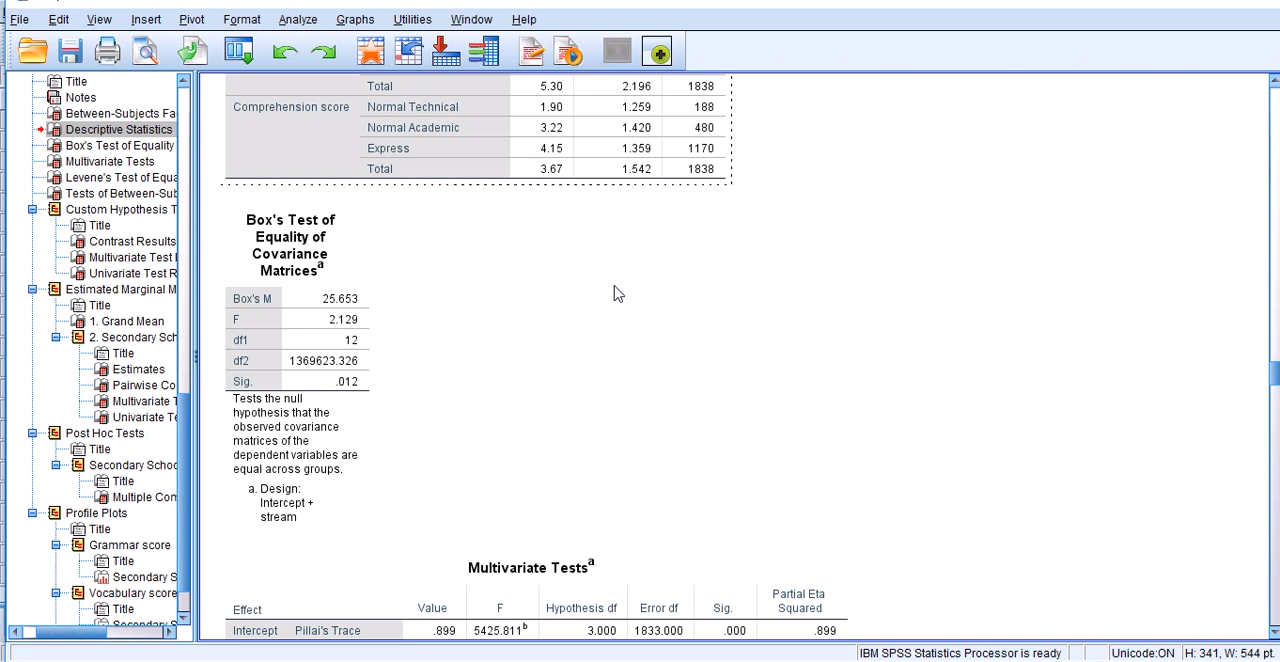 File Edit View Insert Pivot Format Analyze Graphs Utilities Window Help
Title
Notes
Between-Subjects Fa
Descriptive Statistics
Box's Test of Equality
Multivariate Tests
Levene's Test of Equa
Tests of Between-Sub
Custom Hypothesis T
Title
Contrast Results
Multivariate Test
Univariate Test R
Estimated Marginal M
Title
1. Grand Mean
2. Secondary Sch
Title
Estimates
Pairwise Co
Multivariate T
Univariate Te
Post Hoc Tests
Title
Secondary Schoo
Title
Multiple Com
Profile Plots
Title
Grammar score
Title
Secondary S
Vocabulary score
Title
Total 5.30 2.196 1838
Comprehension score Normal Technical 1.90 1.259 188
Normal Academic 3.22 1.420 480
Express 4.15 1.359 1170
Total 3.67 1.542 1838
Box's Test of
Equality of
Covariance
Matricesa
Box's M 25.653
F 2.129
df1 12
df2 1369623.326
Sig. .012
Tests the null
hypothesis that the
observed covariance
matrices of the
dependent variables are
equal across groups.
a. Design:
Intercept +
stream
Multivariate Testsa
Effect Value F Hypothesis df Error df Sig. Partial Eta
Squared
Intercept Pillai's Trace .899 5425.811b 3.000 1833.000 .000 .899
IBM SPSS Statistics Processor is ready Unicode:ON H: 341, W: 544 pt.